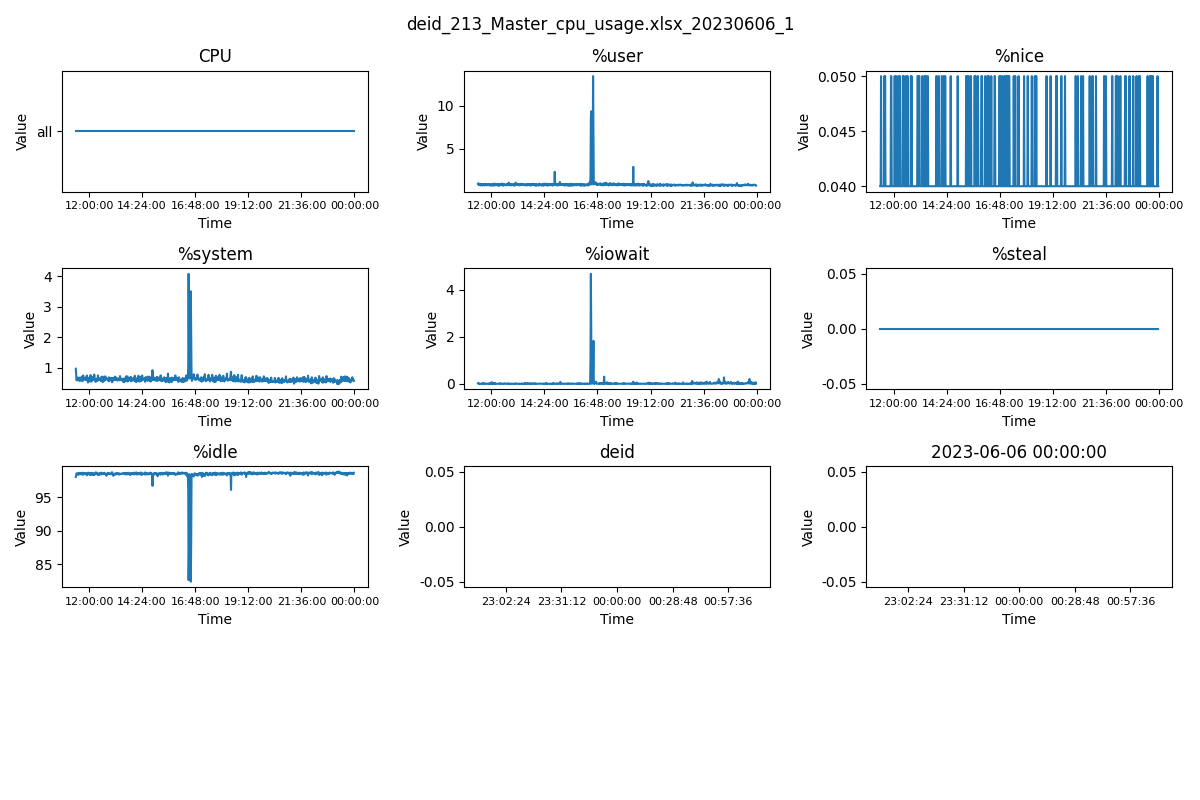 deid_213_Master_cpu_usage.xlsx_20230606_1
CPU
%user
%nice
Value
all
12:00:00 14:24:00 16:48:00 19:12:00 21:36:00 00:00:00
Time
Value
10
5
12:00:00 14:24:00 16:48:00 19:12:00 21:36:00 00:00:00
Time
Value
0.050
0.045
0.040
12:00:00 14:24:00 16:48:00 19:12:00 21:36:00 00:00:00
Time
%system
%iowait
%steal
Value
4
3
2
1
12:00:00 14:24:00 16:48:00 19:12:00 21:36:00 00:00:00
Time
Value
4
2
0
12:00:00 14:24:00 16:48:00 19:12:00 21:36:00 00:00:00
Time
Value
0.05
0.00
-0.05
12:00:00 14:24:00 16:48:00 19:12:00 21:36:00 00:00:00
Time
%idle
deid
2023-06-06 00:00:00
Value
95
90
85
12:00:00 14:24:00 16:48:00 19:12:00 21:36:00 00:00:00
Time
Value
0.05
0.00
-0.05
23:02:24 23:31:12 00:00:00 00:28:48 00:57:36
Time
Value
0.05
0.00
-0.05
23:02:24 23:31:12 00:00:00 00:28:48 00:57:36
Time